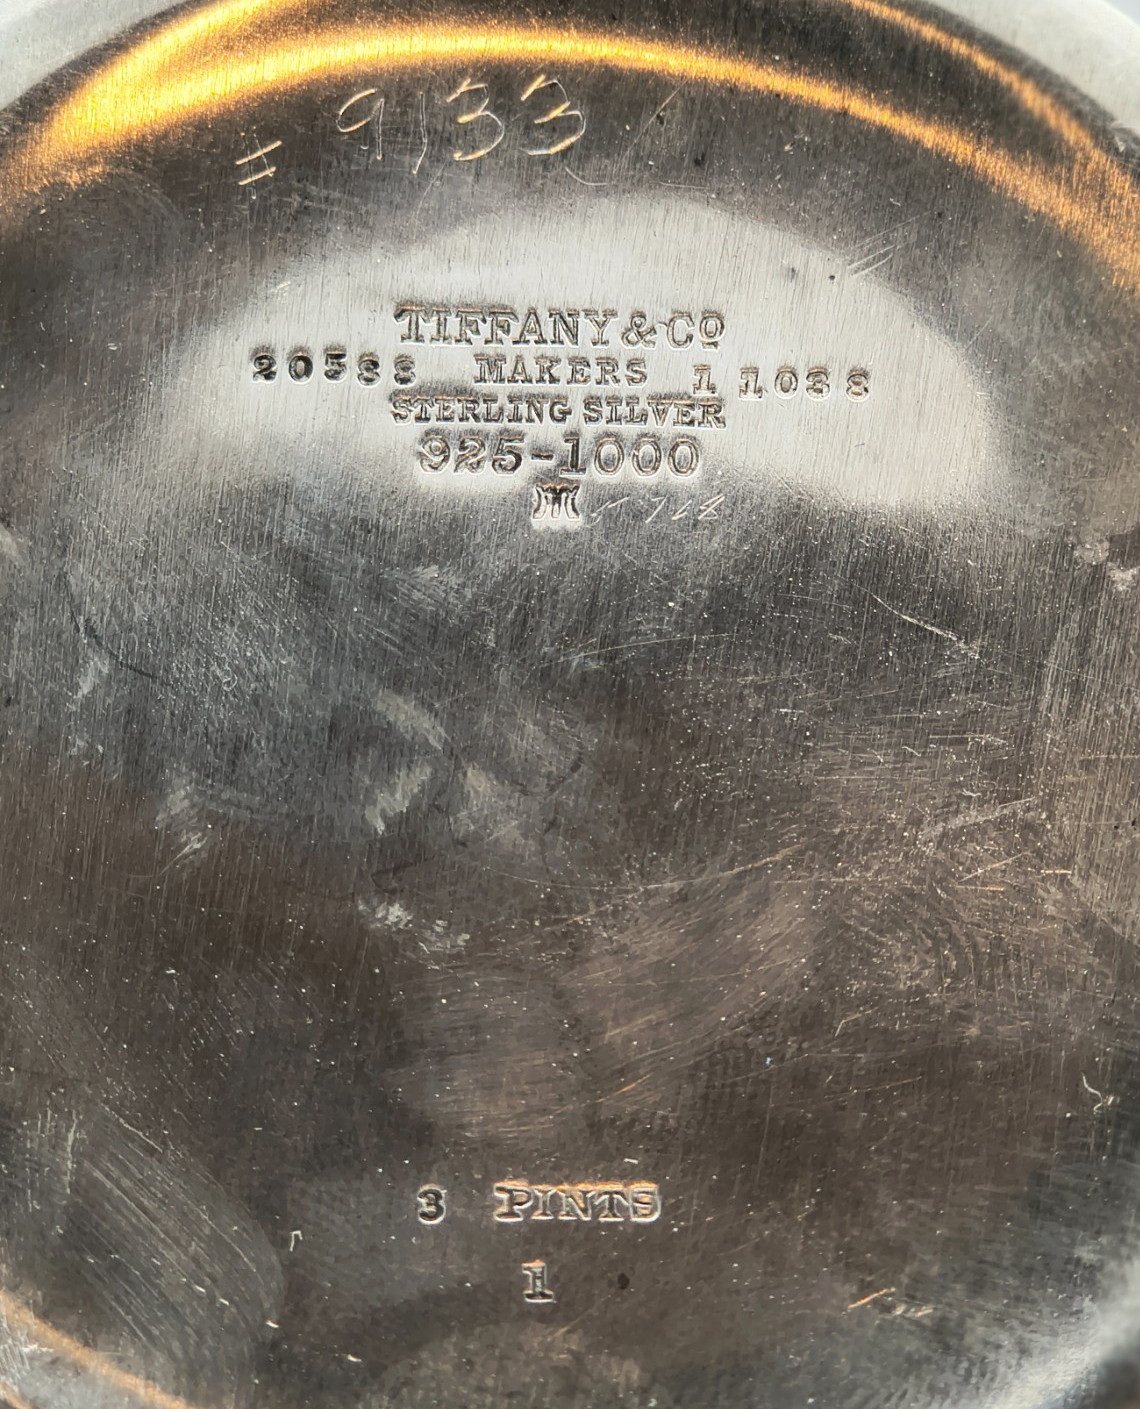 # 9133
TIFFANY & Co
20588 MAKERS 1 1038
STERLING SILVER
925-1000
M
3 PINTS
1